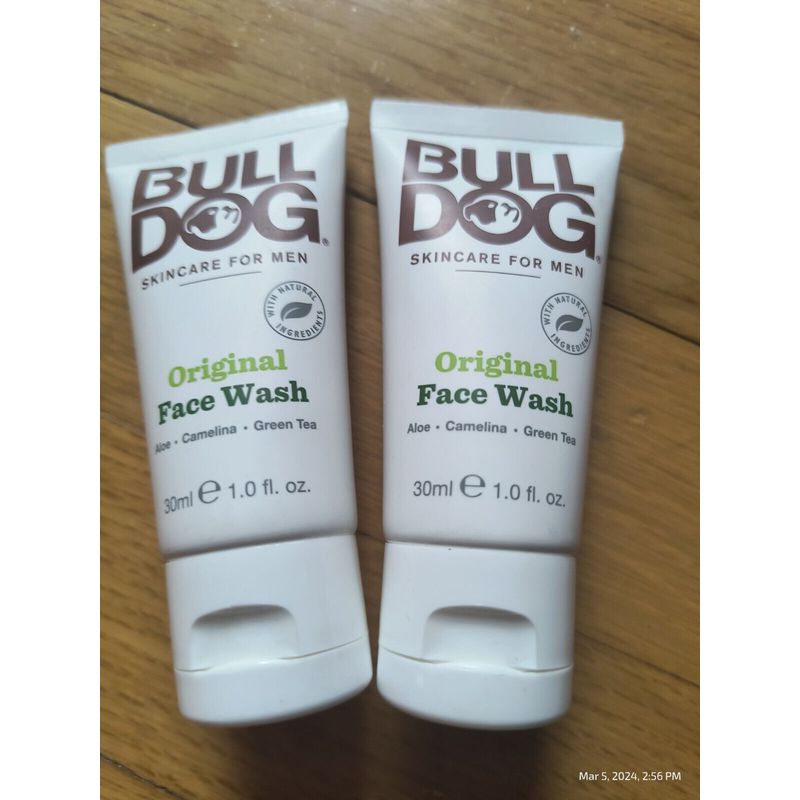 BULL
DOG®
SKINCARE FOR MEN
WITH NATURAL INGREDIENTS
Original
Face Wash
Aloe • Camelina • Green Tea
30ml ℮ 1.0 fl. oz.
BULL
DOG®
SKINCARE FOR MEN
WITH NATURAL INGREDIENTS
Original
Face Wash
Aloe • Camelina • Green Tea
30ml ℮ 1.0 fl. oz.
Mar 5, 2024, 2:56 PM